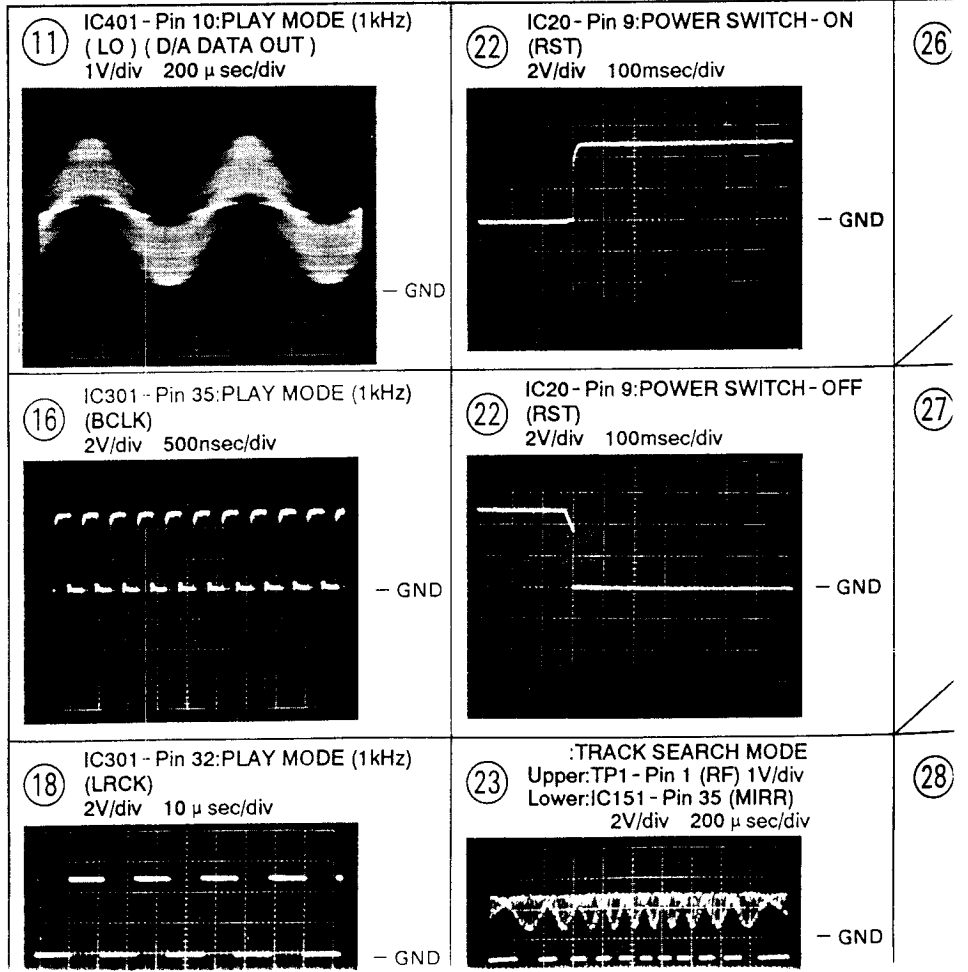 11
IC401 - Pin 10:PLAY MODE (1kHz)
( LO ) ( D/A DATA OUT )
1V/div 200 μ sec/div
– GND
22
IC20 - Pin 9:POWER SWITCH - ON
(RST)
2V/div 100msec/div
– GND
26
16
IC301 - Pin 35:PLAY MODE (1kHz)
(BCLK)
2V/div 500nsec/div
– GND
22
IC20 - Pin 9:POWER SWITCH - OFF
(RST)
2V/div 100msec/div
– GND
27
18
IC301 - Pin 32:PLAY MODE (1kHz)
(LRCK)
2V/div 10 μ sec/div
– GND
23
:TRACK SEARCH MODE
Upper:TP1 - Pin 1 (RF) 1V/div
Lower:IC151 - Pin 35 (MIRR)
2V/div 200 μ sec/div
– GND
28